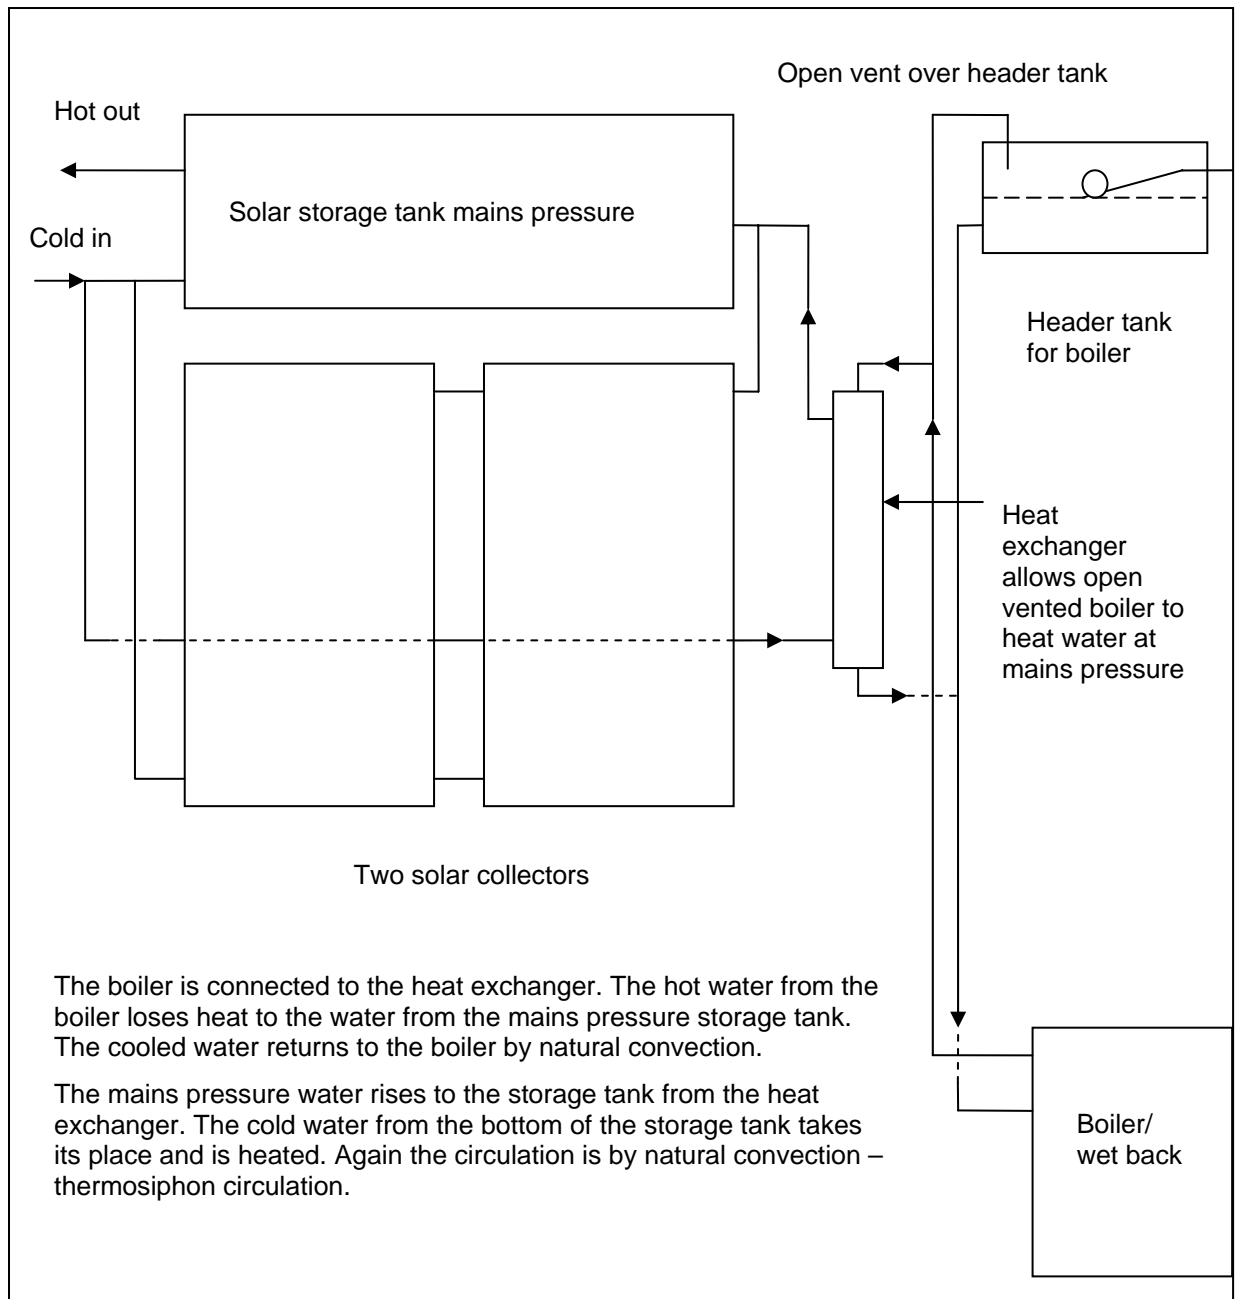 Open vent over header tank
Hot out
Solar storage tank mains pressure
Cold in
Header tank
for boiler
Heat
exchanger
allows open
vented boiler to
heat water at
mains pressure
Two solar collectors
The boiler is connected to the heat exchanger. The hot water from the
boiler loses heat to the water from the mains pressure storage tank.
The cooled water returns to the boiler by natural convection.
The mains pressure water rises to the storage tank from the heat
exchanger. The cold water from the bottom of the storage tank takes
its place and is heated. Again the circulation is by natural convection –
thermosiphon circulation.
Boiler/
wet back